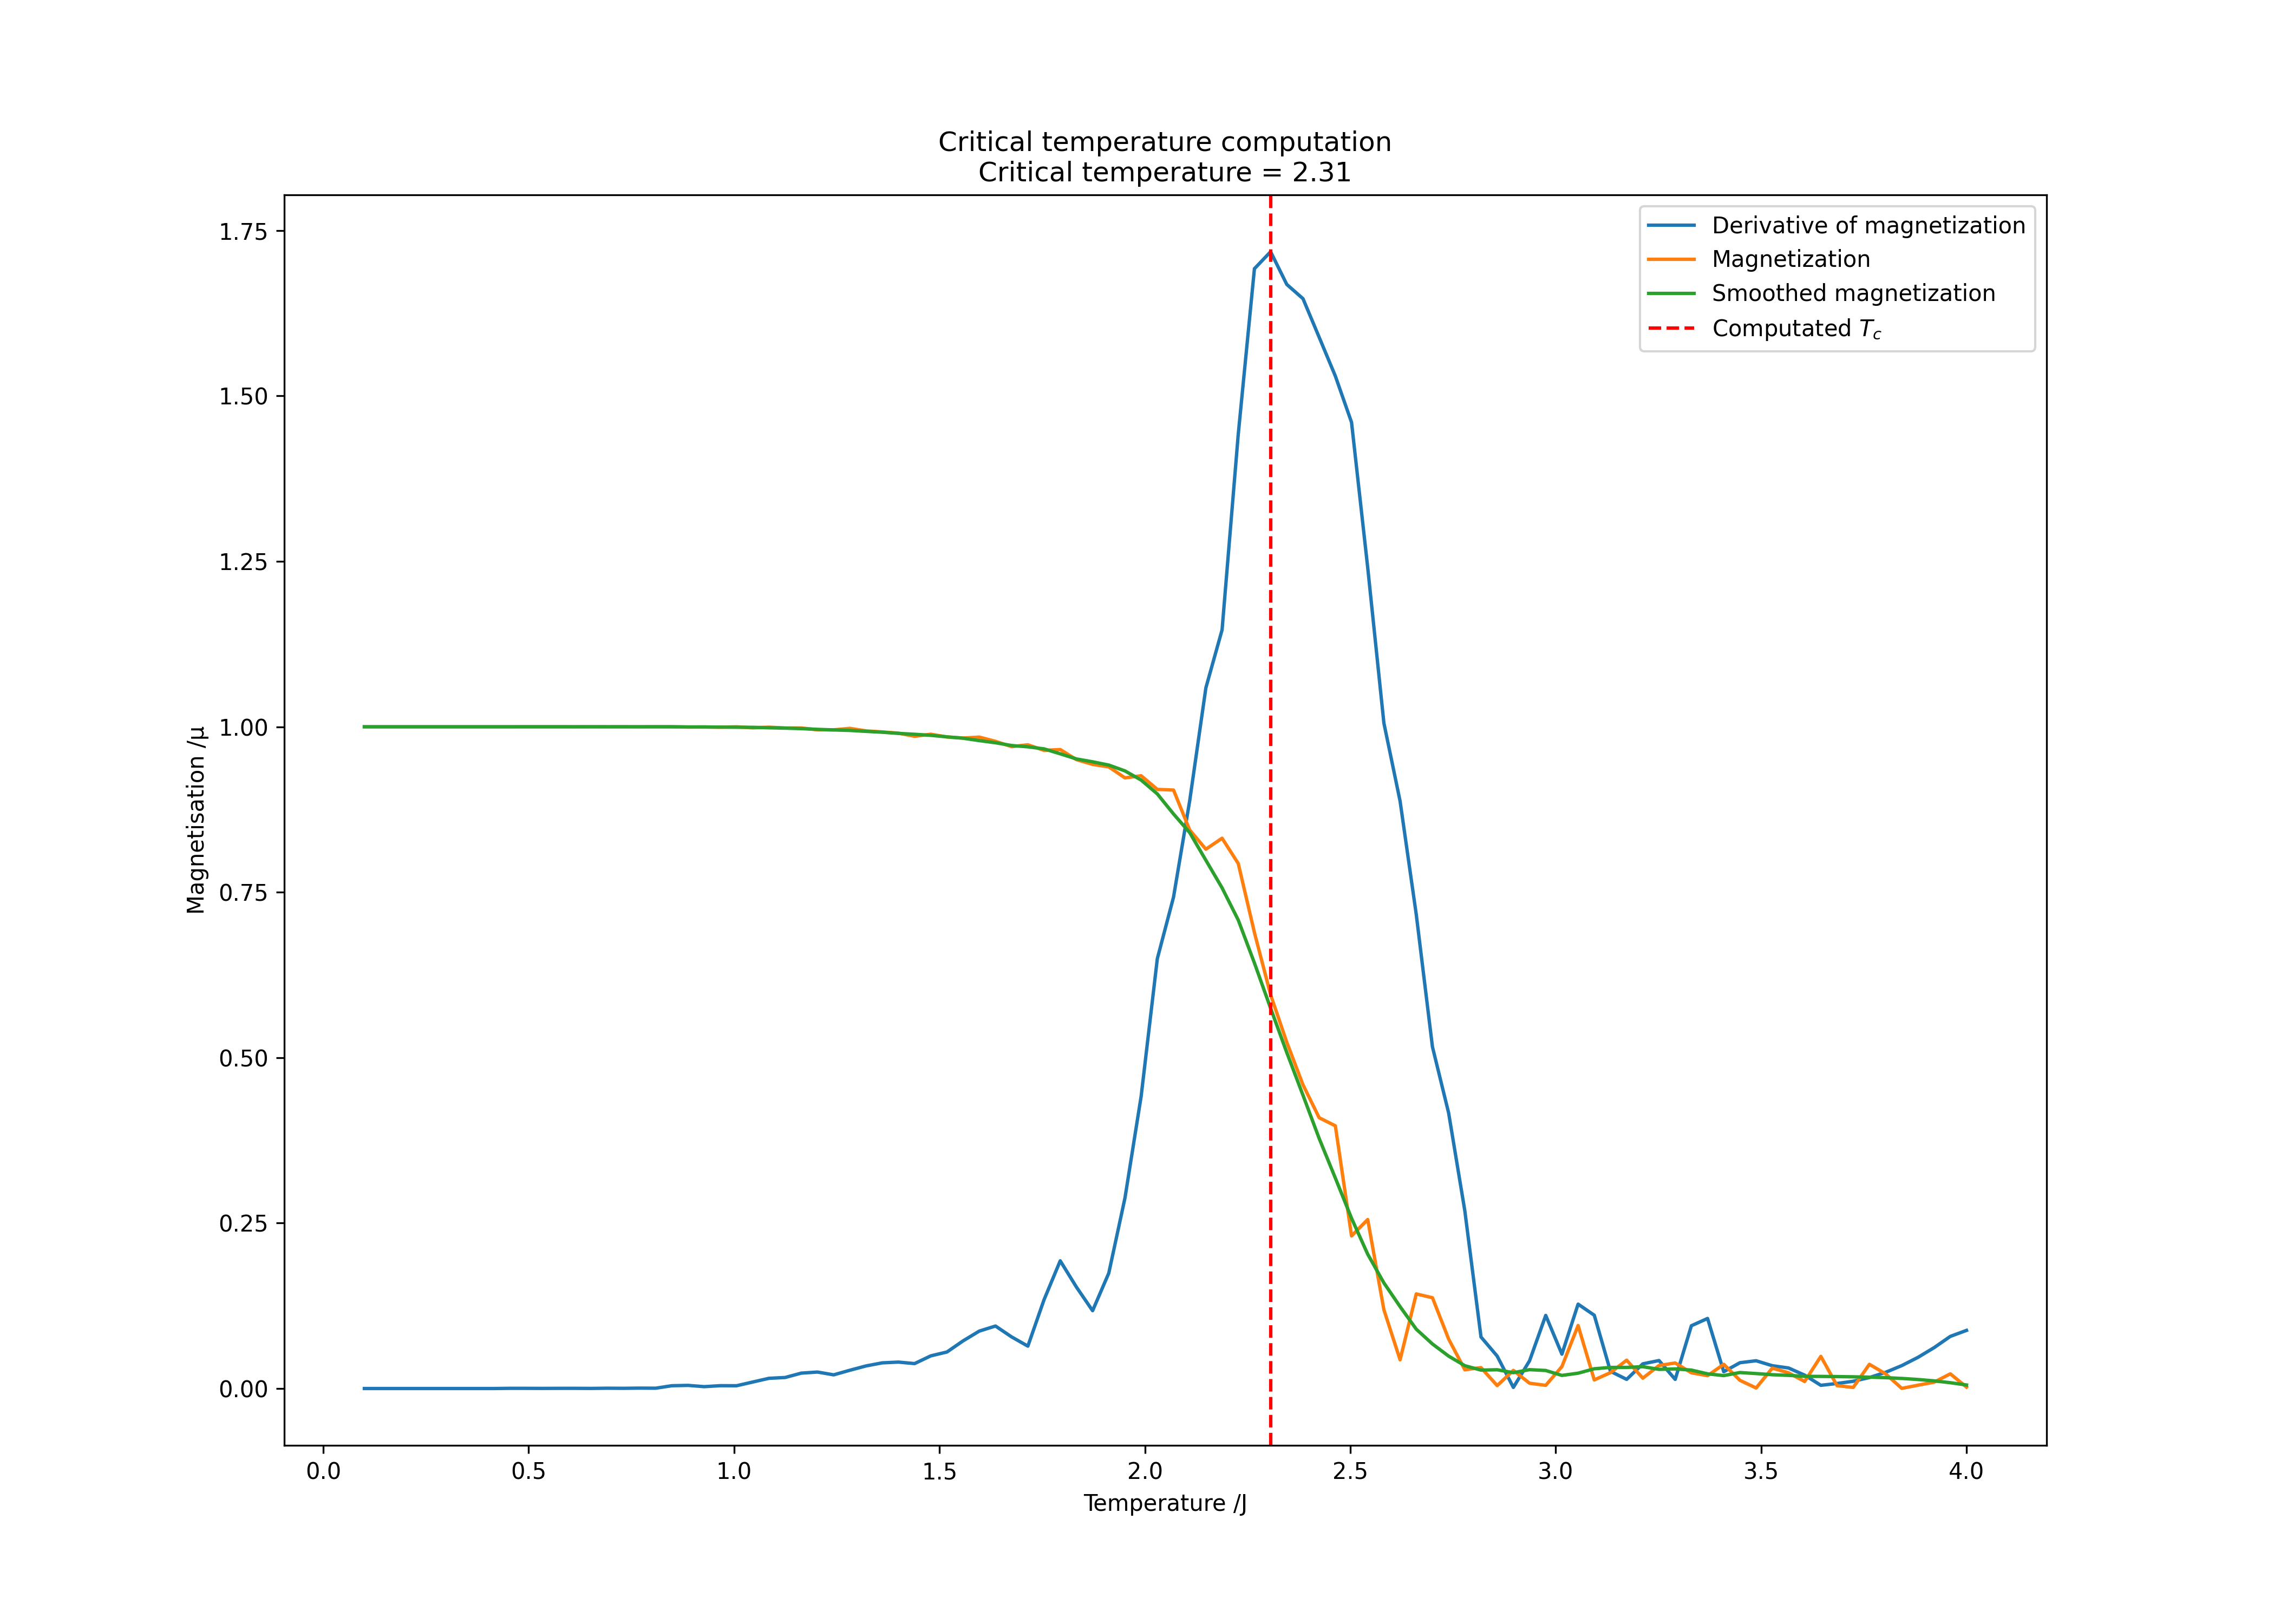 Critical temperature computation
Critical temperature = 2.31
Derivative of magnetization
Magnetization
Smoothed magnetization
Computated $T_c$
Magnetisation /μ
1.75
1.50
1.25
1.00
0.75
0.50
0.25
0.00
0.0 0.5 1.0 1.5 2.0 2.5 3.0 3.5 4.0
Temperature /J